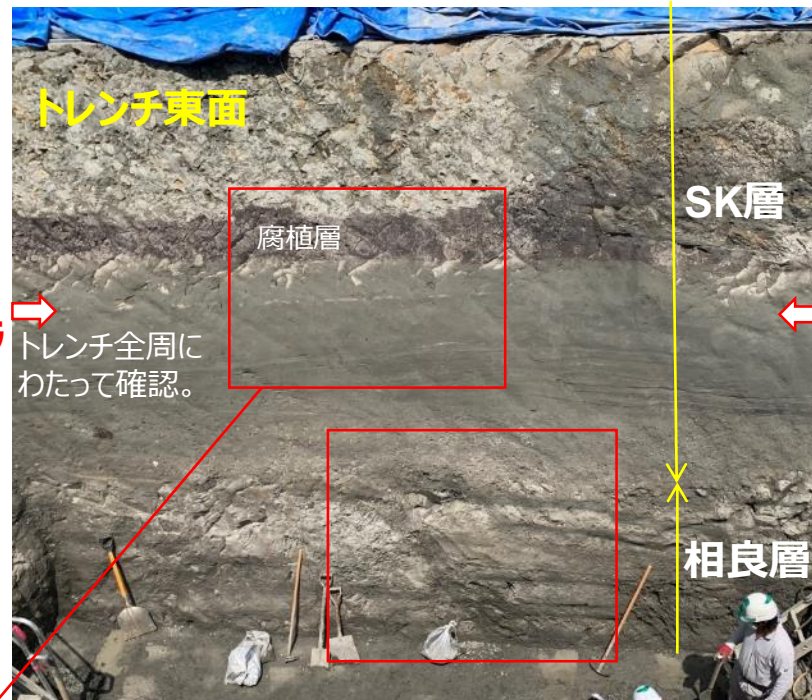 トレンチ東面
SK層
腐植層
トレンチ全周に
わたって確認。
相良層